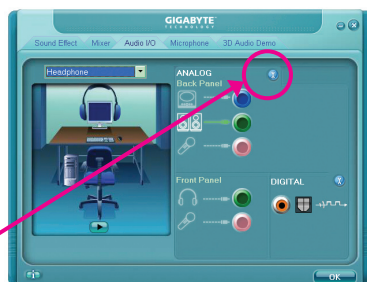 GIGABYTE
TECHNOLOGY
Sound Effect Mixer Audio I/O Microphone 3D Audio Demo
Headphone
ANALOG
Back Panel
Front Panel
DIGITAL
OK